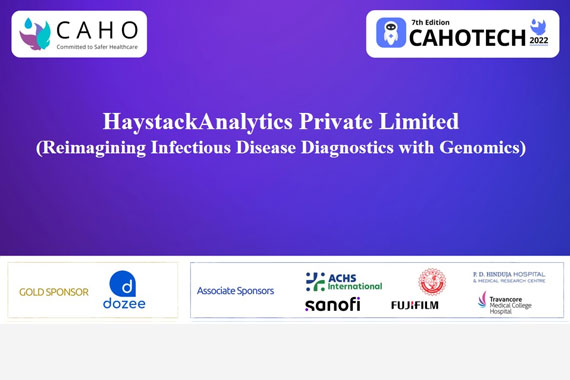 CAHO
Committed to Safer Healthcare
7th Edition
CAHOTECH 2022
HaystackAnalytics Private Limited
(Reimagining Infectious Disease Diagnostics with Genomics)
GOLD SPONSOR
dozee
Associate Sponsors
ACHS
International
sanofi
FUJIFILM
P. D. HINDUJA HOSPITAL
& MEDICAL RESEARCH CENTRE
Travancore
Medical College
Hospital